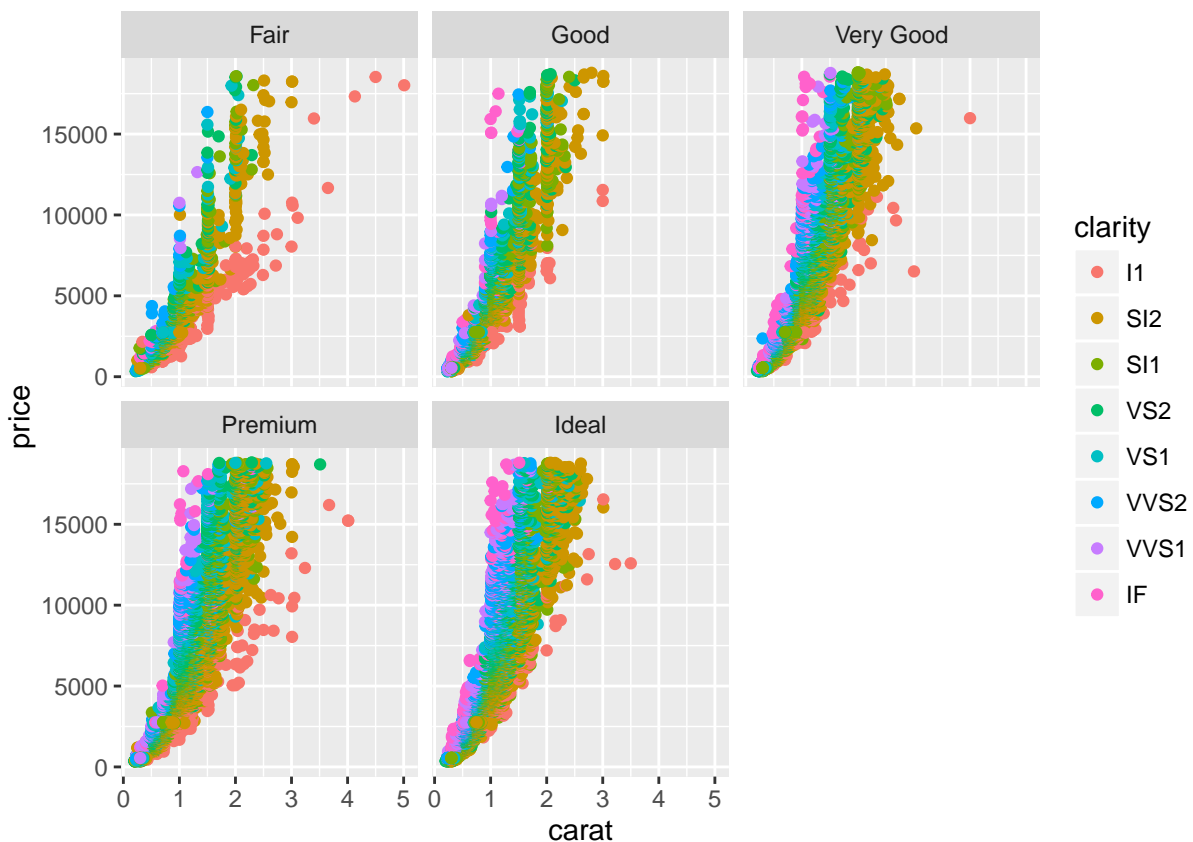 Fair
Good
Very Good
15000
10000
5000
0
Premium
Ideal
15000
10000
5000
0
0 1 2 3 4 5
0 1 2 3 4 5
carat
price
clarity
I1
SI2
SI1
VS2
VS1
VVS2
VVS1
IF